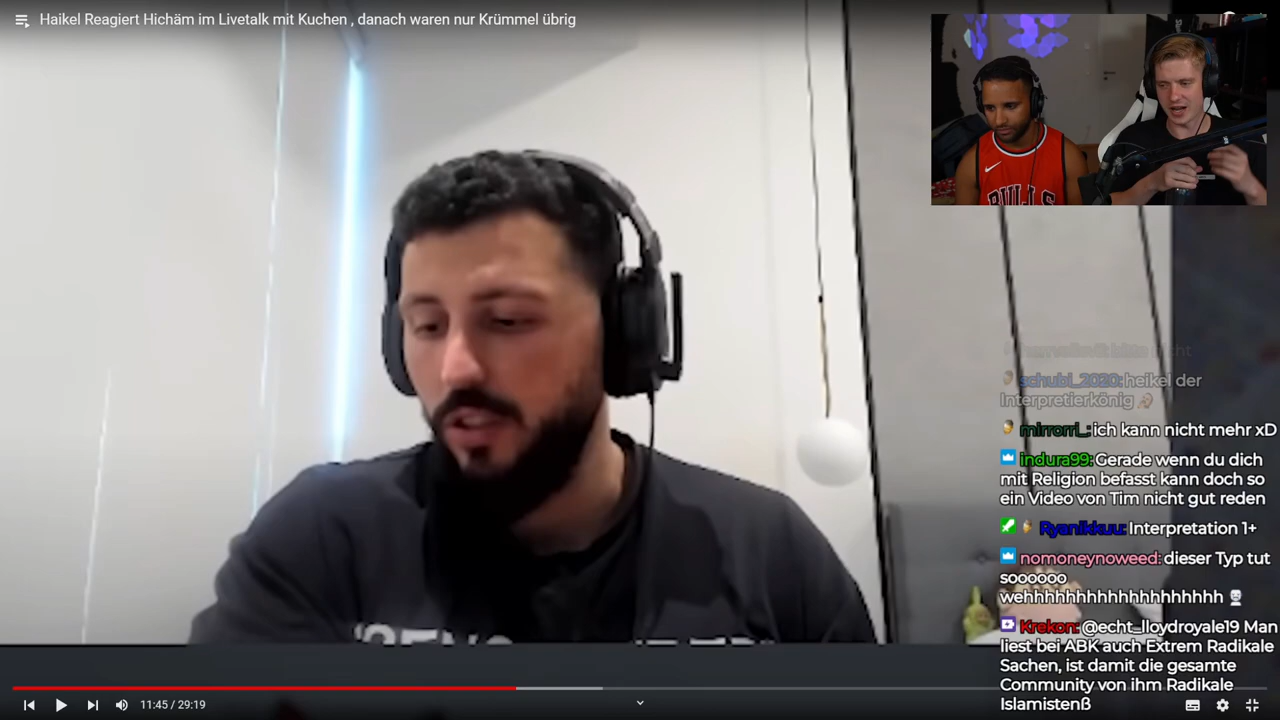 Haikel Reagiert Hichäm im Livetalk mit Kuchen , danach waren nur Krümmel übrig
BULLS
schubi_2020: heikel der
Interpretierkönig
mirrorri_: ich kann nicht mehr xD
indura99: Gerade wenn du dich
mit Religion befasst kann doch so
ein Video von Tim nicht gut reden
Ryanikkuu: Interpretation 1+
nomoneynoweed: dieser Typ tut
soooooo
wehhhhhhhhhhhhhhhhhhh
Krekon: @echt_lloydroyale19 Man
liest bei ABK auch Extrem Radikale
Sachen, ist damit die gesamte
Community von ihm Radikale
Islamistenß
11:45 / 29:19